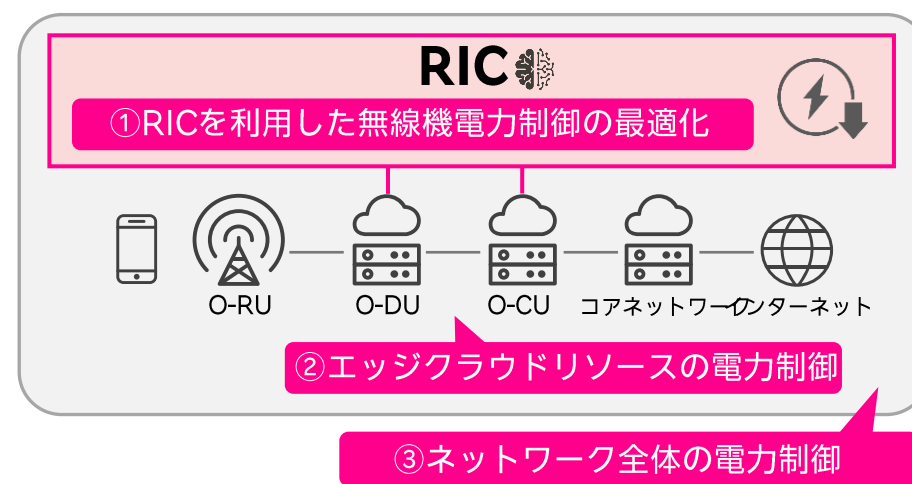 RIC
①RICを利用した無線機電力制御の最適化
O-RU
O-DU
O-CU
コアネットワーク
インターネット
②エッジクラウドリソースの電力制御
③ネットワーク全体の電力制御